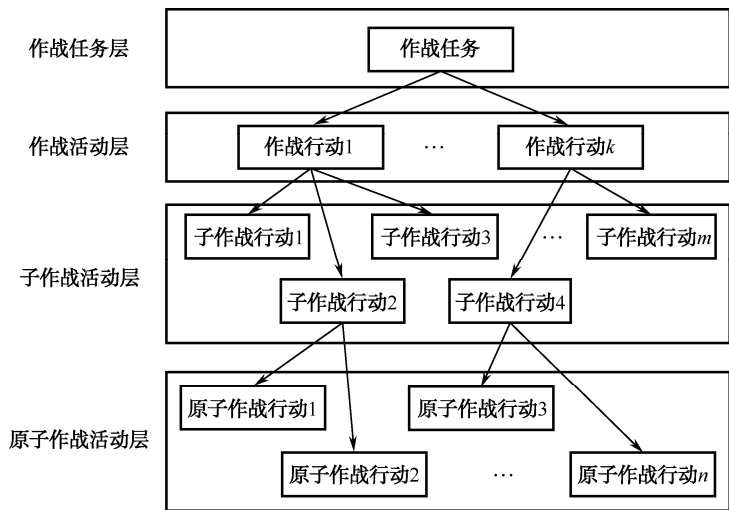 作战任务层
作战任务
作战活动层
作战行动1
…
作战行动k
子作战活动层
子作战行动1
子作战行动3
…
子作战行动m
子作战行动2
子作战行动4
原子作战活动层
原子作战行动1
原子作战行动3
原子作战行动2
…
原子作战行动n